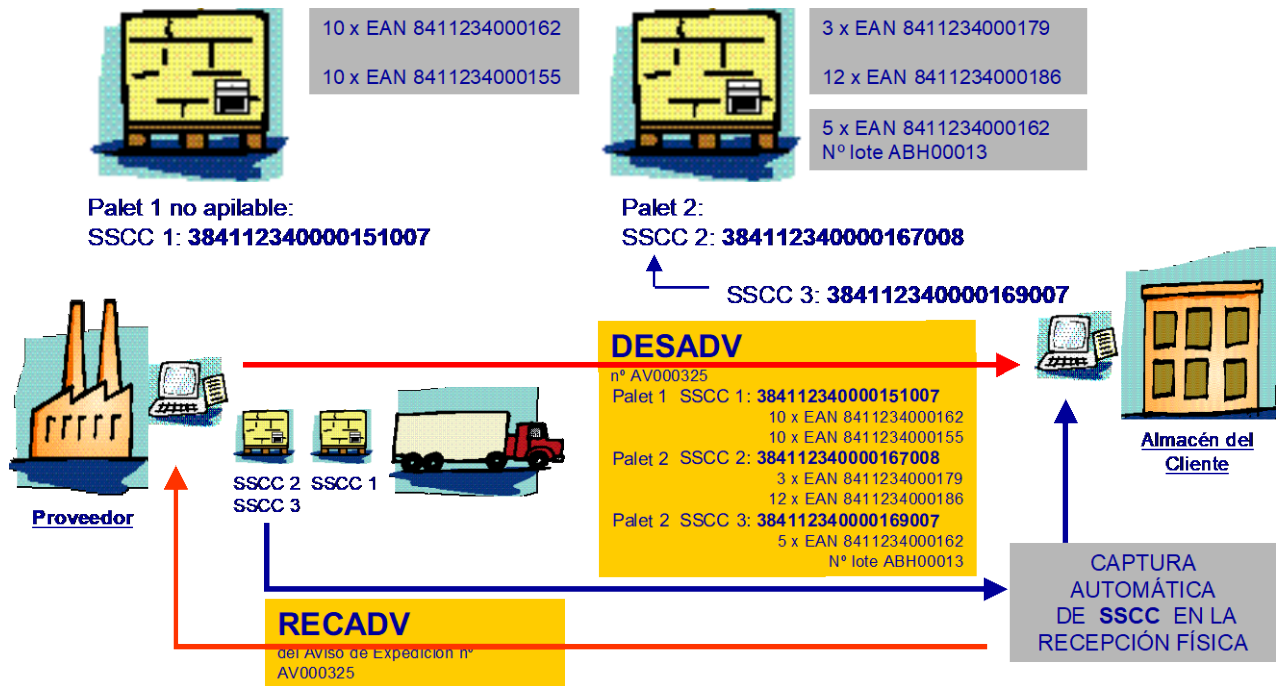 10 x EAN 8411234000162
10 x EAN 8411234000155
3 x EAN 8411234000179
12 x EAN 8411234000186
5 x EAN 8411234000162
Nº lote ABH00013
Palet 1 no apilable:
SSCC 1: 384112340000151007
Palet 2:
SSCC 2: 384112340000167008
SSCC 3: 384112340000169007
DESADV
nº AV000325
Palet 1 SSCC 1: 384112340000151007
10 x EAN 8411234000162
10 x EAN 8411234000155
Palet 2 SSCC 2: 384112340000167008
3 x EAN 8411234000179
12 x EAN 8411234000186
Palet 2 SSCC 3: 384112340000169007
5 x EAN 8411234000162
Nº lote ABH00013
Proveedor
SSCC 2
SSCC 3
SSCC 1
Almacén del
Cliente
CAPTURA
AUTOMÁTICA
DE SSCC EN LA
RECEPCIÓN FÍSICA
RECADV
del Aviso de Expedición nº
AV000325